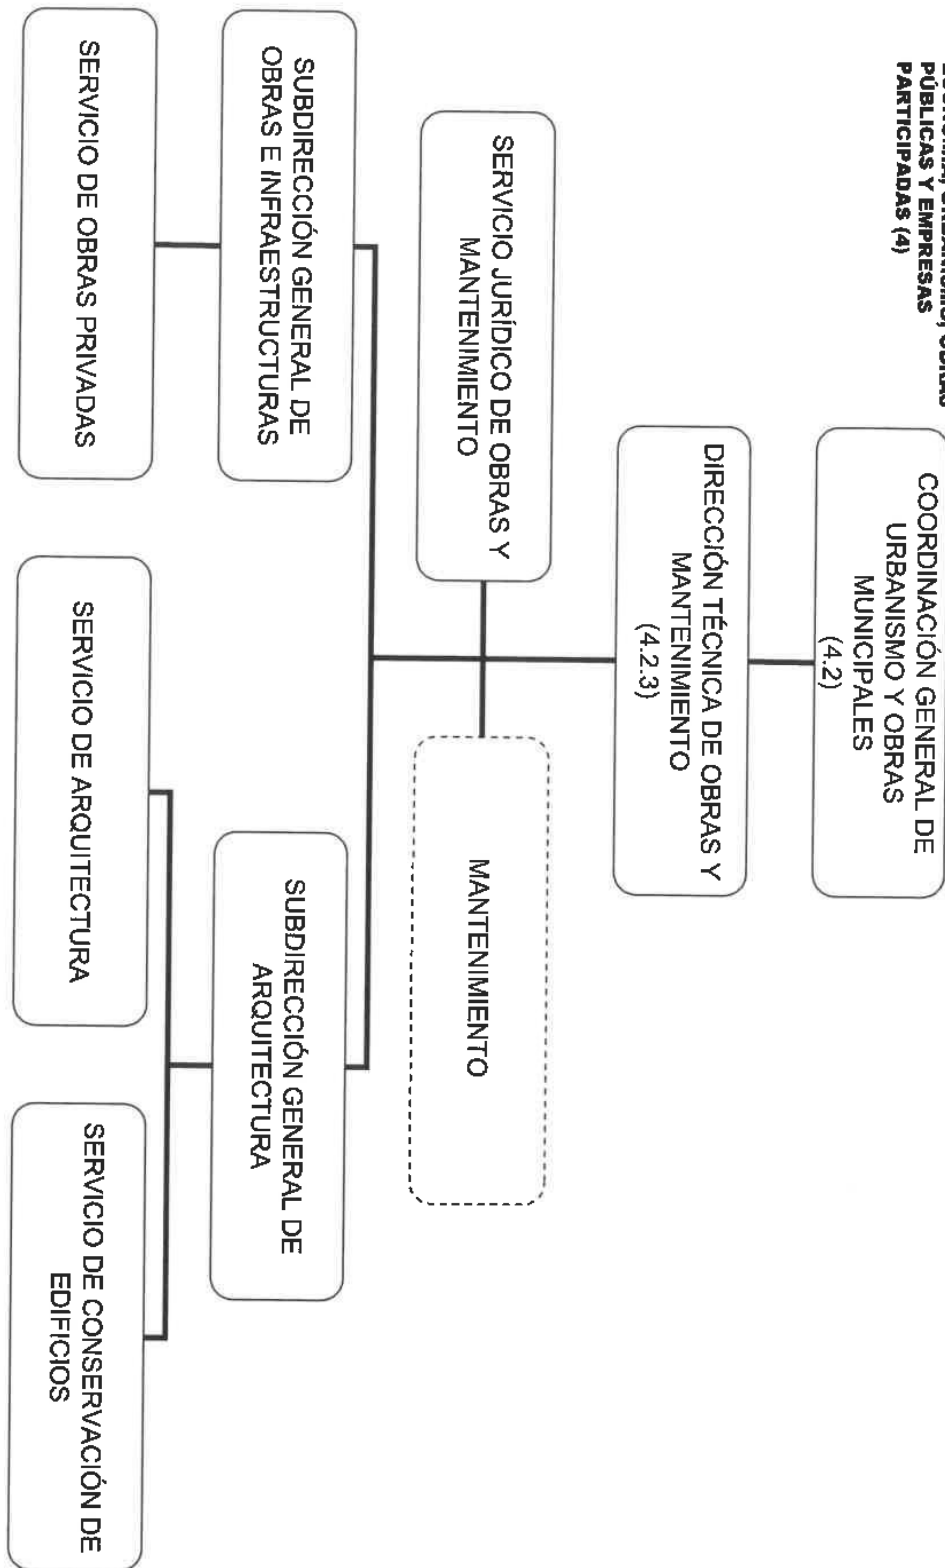 PÚBLICAS Y EMPRESAS
PARTICIPADAS (4)
COORDINACIÓN GENERAL DE
URBANISMO Y OBRAS
MUNICIPALES
(4.2)
DIRECCIÓN TÉCNICA DE OBRAS Y
MANTENIMIENTO
(4.2.3)
SERVICIO JURÍDICO DE OBRAS Y
MANTENIMIENTO
MANTENIMIENTO
SUBDIRECCIÓN GENERAL DE
OBRAS E INFRAESTRUCTURAS
SUBDIRECCIÓN GENERAL DE
ARQUITECTURA
SERVICIO DE OBRAS PRIVADAS
SERVICIO DE ARQUITECTURA
SERVICIO DE CONSERVACIÓN DE
EDIFICIOS